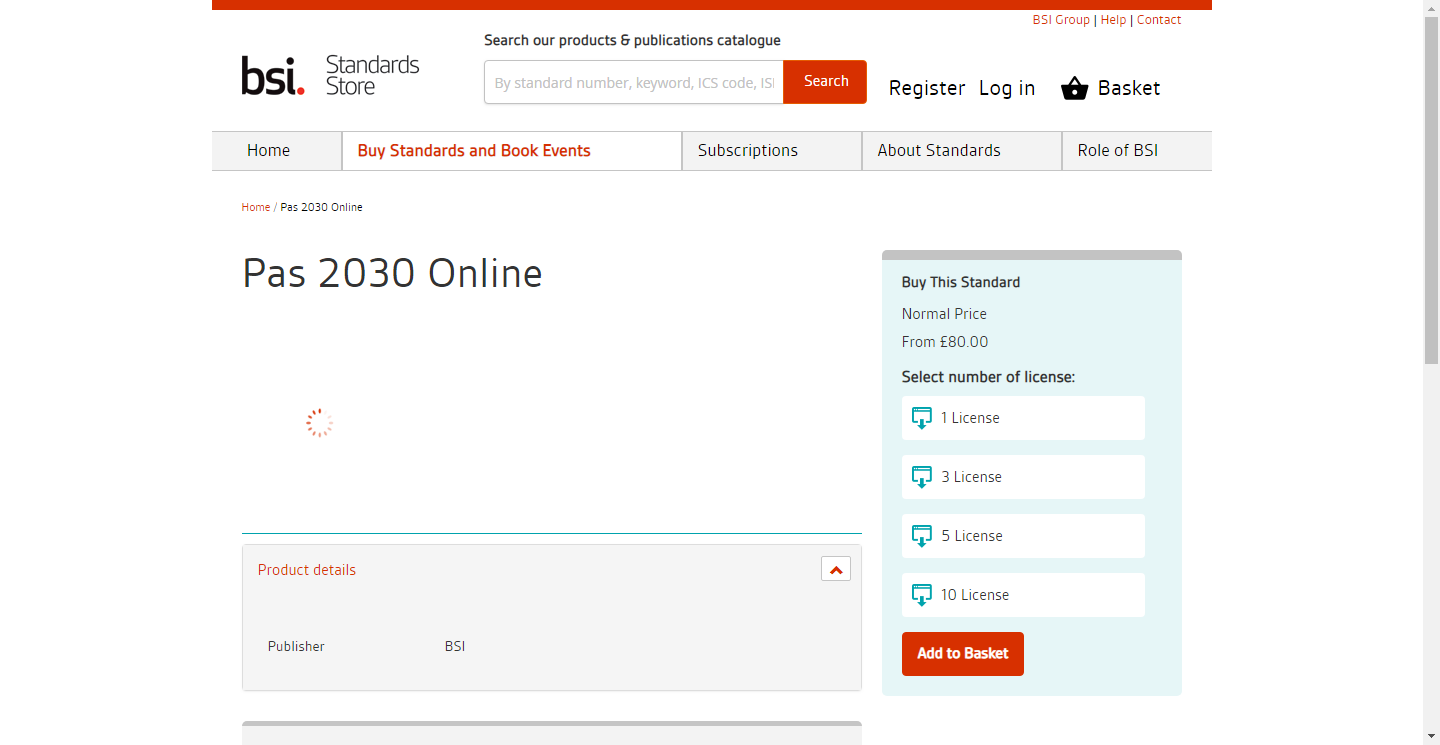 BSI Group | Help | Contact
Search our products & publications catalogue
bsi. Standards Store
By standard number, keyword, ICS code, ISI
Search
Register Log in Basket
Home
Buy Standards and Book Events
Subscriptions
About Standards
Role of BSI
Home / Pas 2030 Online
Pas 2030 Online
Buy This Standard
Normal Price
From £80.00
Select number of license:
1 License
3 License
5 License
10 License
Add to Basket
Product details
Publisher BSI